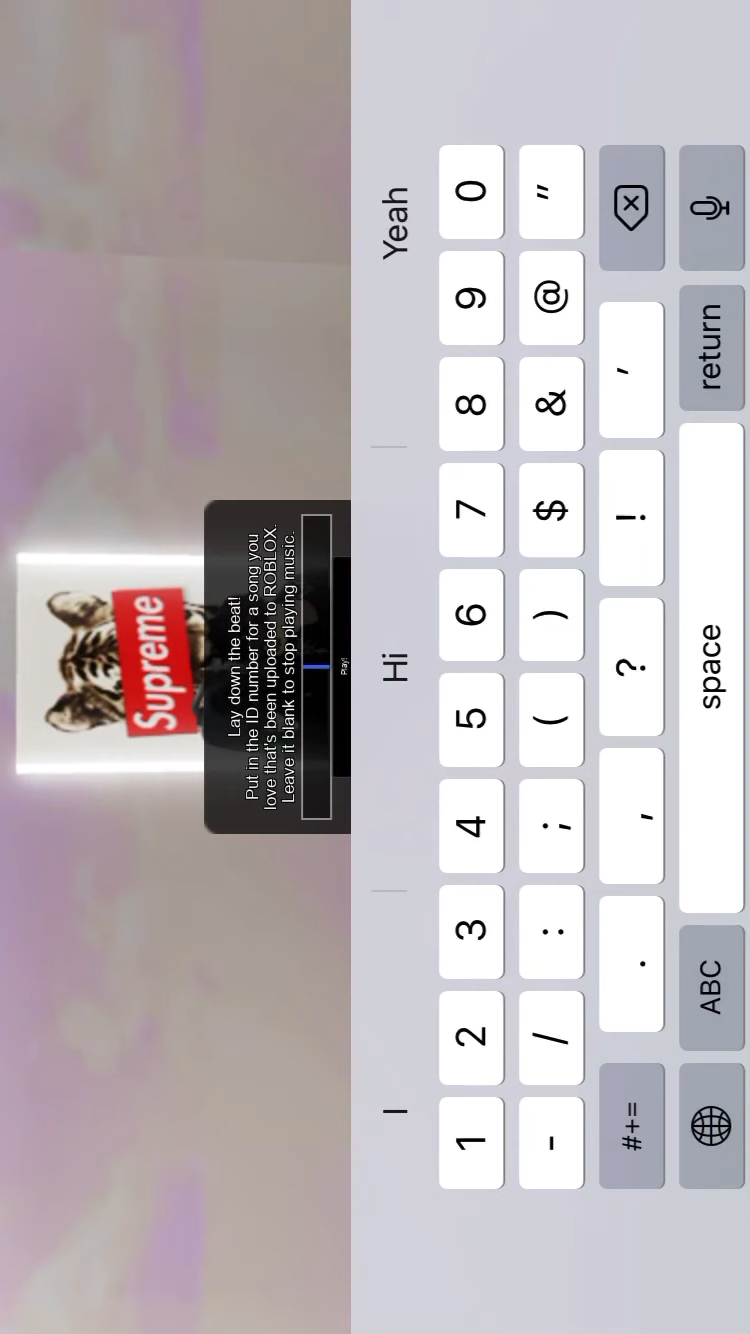 Supreme
Lay down the beat!
Put in the ID number for a song you
love that's been uploaded to ROBLOX.
Leave it blank to stop playing music.
Play!
I Hi Yeah
1 2 3 4 5 6 7 8 9 0
- / : ; ( ) $ & @ "
#+= . , ? ! '
ABC space return